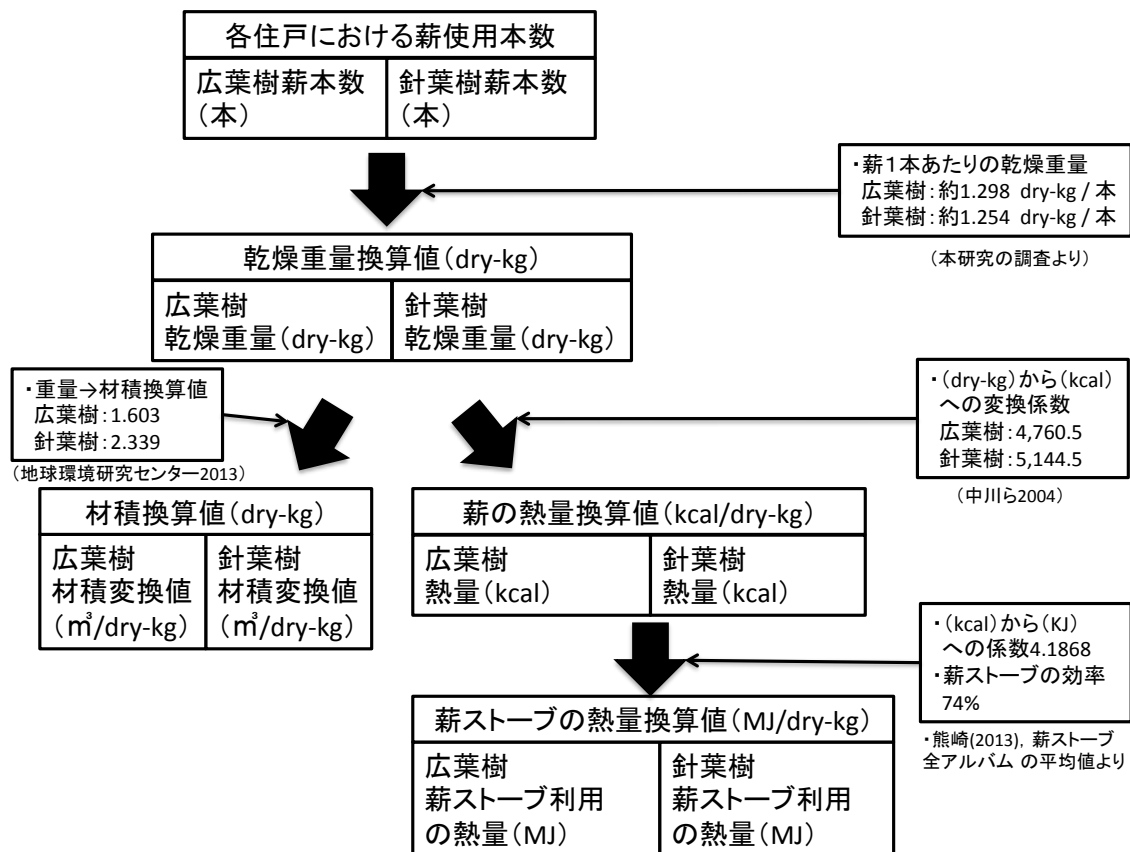 各住戸における薪使用本数
広葉樹薪本数
(本)
針葉樹薪本数
(本)
・薪1本あたりの乾燥重量
広葉樹：約1.298 dry-kg / 本
針葉樹：約1.254 dry-kg / 本
(本研究の調査より)
乾燥重量換算値(dry-kg)
広葉樹
乾燥重量(dry-kg)
針葉樹
乾燥重量(dry-kg)
・重量→材積換算値
広葉樹：1.603
針葉樹：2.339
(地球環境研究センター2013)
・(dry-kg)から(kcal)
への変換係数
広葉樹：4,760.5
針葉樹：5,144.5
(中川ら2004)
材積換算値(dry-kg)
広葉樹
材積変換値
(㎥/dry-kg)
針葉樹
材積変換値
(㎥/dry-kg)
薪の熱量換算値(kcal/dry-kg)
広葉樹
熱量(kcal)
針葉樹
熱量(kcal)
・(kcal)から(KJ)
への係数4.1868
・薪ストーブの効率
74%
・熊崎(2013), 薪ストーブ
全アルバム の平均値より
薪ストーブの熱量換算値(MJ/dry-kg)
広葉樹
薪ストーブ利用
の熱量(MJ)
針葉樹
薪ストーブ利用
の熱量(MJ)